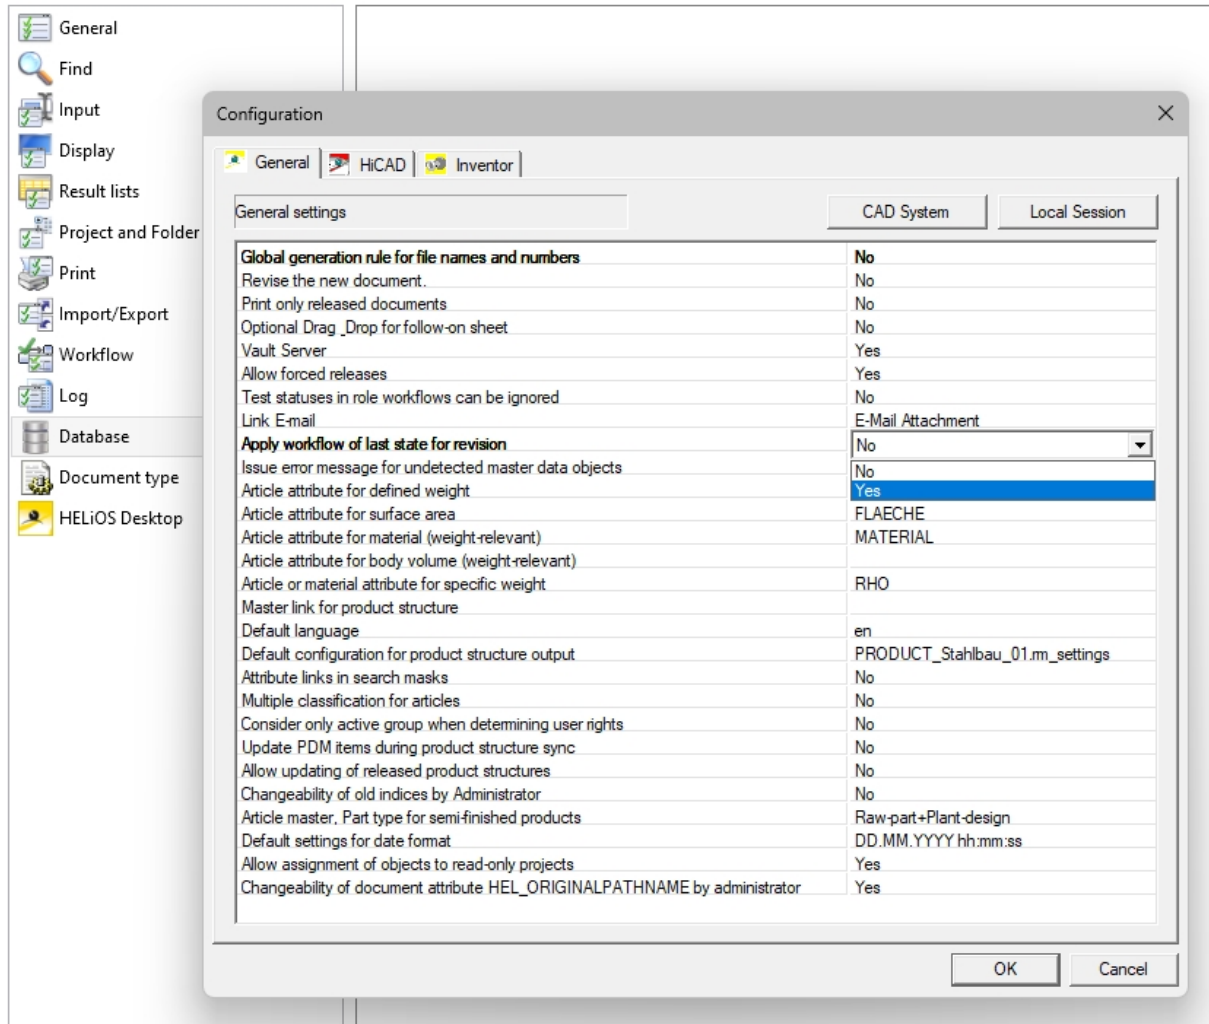 General
Find
Input
Display
Result lists
Project and Folder
Print
Import/Export
Workflow
Log
Database
Document type
HELiOS Desktop
Configuration
General
HiCAD
Inventor
General settings
CAD System
Local Session
Global generation rule for file names and numbers No
Revise the new document. No
Print only released documents No
Optional Drag _Drop for follow-on sheet No
Vault Server Yes
Allow forced releases Yes
Test statuses in role workflows can be ignored No
Link E-mail E-Mail Attachment
Apply workflow of last state for revision No
Issue error message for undetected master data objects No
Article attribute for defined weight Yes
Article attribute for surface area FLAECHE
Article attribute for material (weight-relevant) MATERIAL
Article attribute for body volume (weight-relevant)
Article or material attribute for specific weight RHO
Master link for product structure
Default language en
Default configuration for product structure output PRODUCT_Stahlbau_01.rm_settings
Attribute links in search masks No
Multiple classification for articles No
Consider only active group when determining user rights No
Update PDM items during product structure sync No
Allow updating of released product structures No
Changeability of old indices by Administrator No
Article master, Part type for semi-finished products Raw-part+Plant-design
Default settings for date format DD.MM.YYYY hh:mm:ss
Allow assignment of objects to read-only projects Yes
Changeability of document attribute HEL_ORIGINALPATHNAME by administrator Yes
OK
Cancel